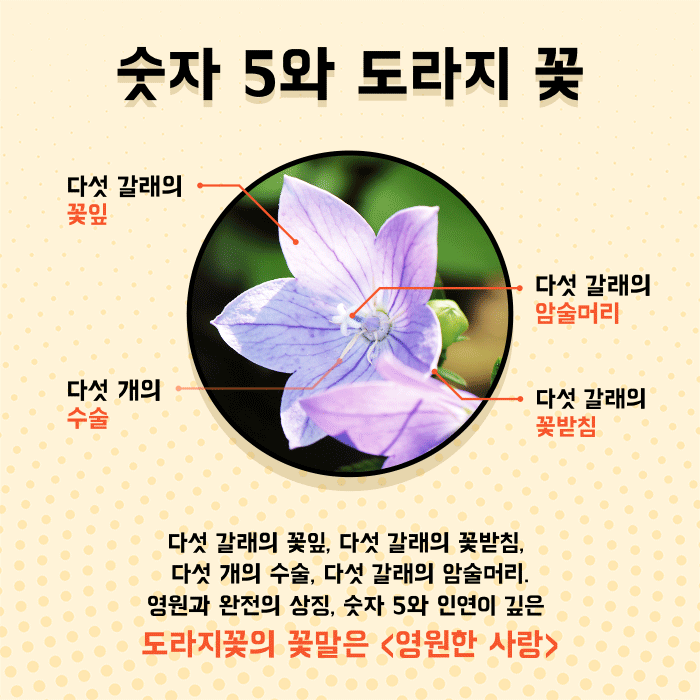 숫자 5와 도라지 꽃
다섯 갈래의
꽃잎
다섯 갈래의
암술머리
다섯 개의
수술
다섯 갈래의
꽃받침
다섯 갈래의 꽃잎, 다섯 갈래의 꽃받침,
다섯 개의 수술, 다섯 갈래의 암술머리.
영원과 완전의 상징, 숫자 5와 인연이 깊은
도라지꽃의 꽃말은 <영원한 사랑>